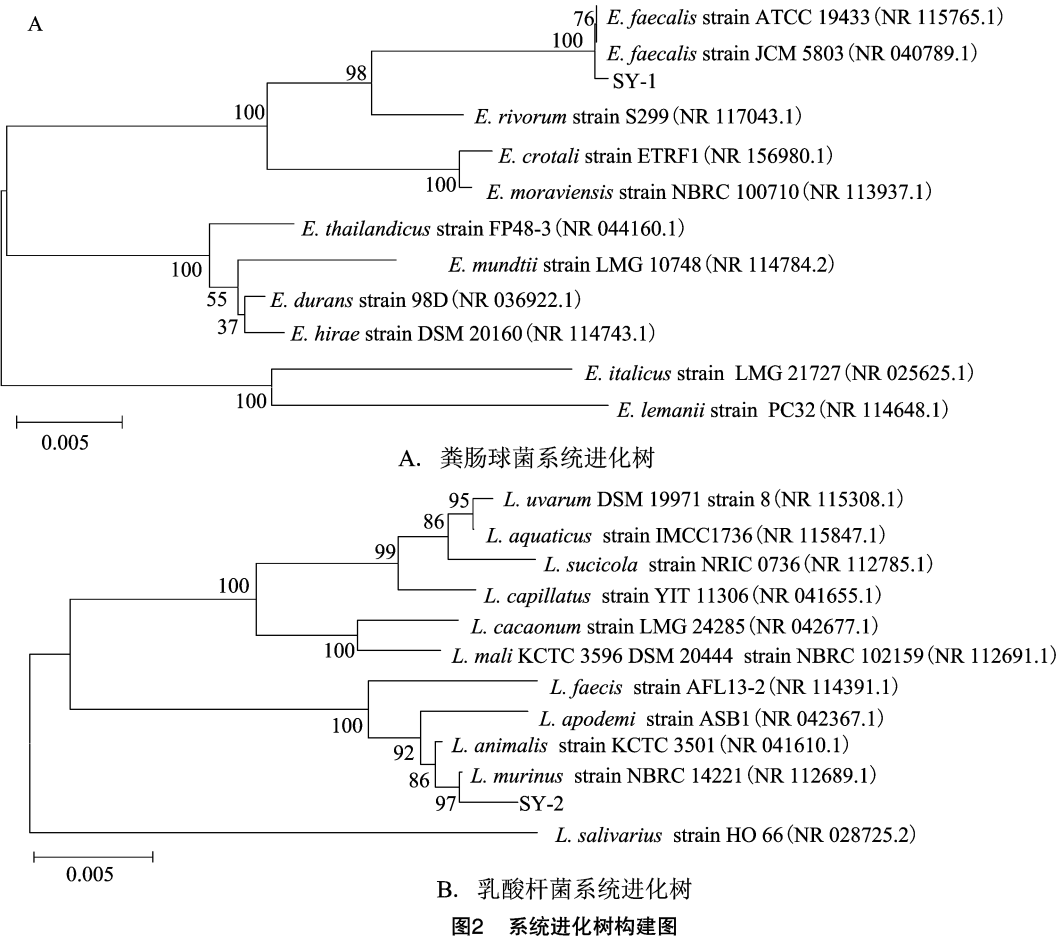 A
76
E. faecalis strain ATCC 19433(NR 115765.1)
100
E. faecalis strain JCM 5803(NR 040789.1)
SY-1
98
100
E. rivorum strain S299(NR 117043.1)
E. crotali strain ETRF1(NR 156980.1)
100
E. moraviensis strain NBRC 100710(NR 113937.1)
E. thailandicus strain FP48-3(NR 044160.1)
100
E. mundtii strain LMG 10748(NR 114784.2)
55
E. durans strain 98D(NR 036922.1)
37
E. hirae strain DSM 20160(NR 114743.1)
E. italicus strain LMG 21727(NR 025625.1)
100
E. lemanii strain PC32(NR 114648.1)
0.005
A. 粪肠球菌系统进化树
95
L. uvarum DSM 19971 strain 8(NR 115308.1)
86
L. aquaticus strain IMCC1736(NR 115847.1)
99
L. sucicola strain NRIC 0736(NR 112785.1)
100
L. capillatus strain YIT 11306(NR 041655.1)
L. cacaonum strain LMG 24285(NR 042677.1)
100
L. mali KCTC 3596 DSM 20444 strain NBRC 102159(NR 112691.1)
L. faecis strain AFL13-2(NR 114391.1)
100
L. apodemi strain ASB1(NR 042367.1)
92
L. animalis strain KCTC 3501(NR 041610.1)
86
L. murinus strain NBRC 14221(NR 112689.1)
97
SY-2
L. salivarius strain HO 66(NR 028725.2)
0.005
B. 乳酸杆菌系统进化树
图2 系统进化树构建图